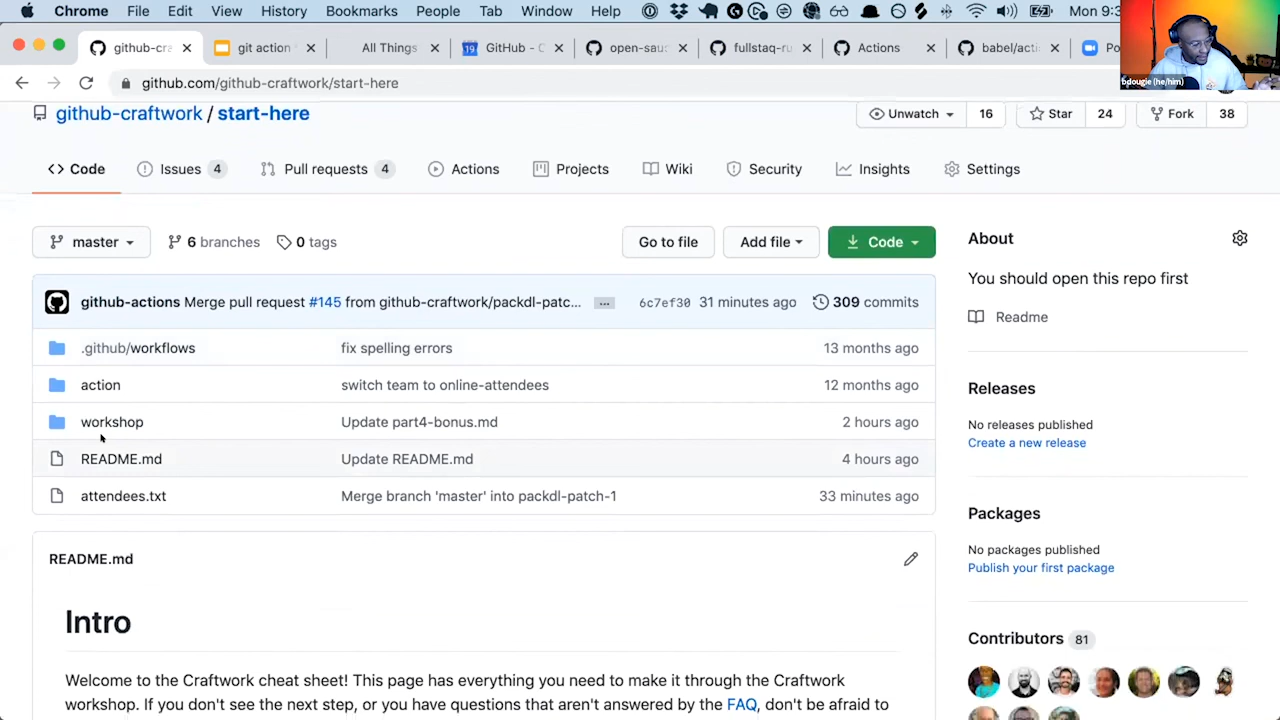 Chrome File Edit View History Bookmarks People Tab Window Help Mon 9:3
github-cra
git action
All Things
GitHub - C
open-sau
fullstaq-ru
Actions
babel/acti
Po
github.com/github-craftwork/start-here
bdougie (he/him)
github-craftwork / start-here
Unwatch 16 Star 24 Fork 38
Code Issues 4 Pull requests 4 Actions Projects Wiki Security Insights Settings
master 6 branches 0 tags Go to file Add file Code
github-actions Merge pull request #145 from github-craftwork/packdl-patc... ... 6c7ef30 31 minutes ago 309 commits
.github/workflows fix spelling errors 13 months ago
action switch team to online-attendees 12 months ago
workshop Update part4-bonus.md 2 hours ago
README.md Update README.md 4 hours ago
attendees.txt Merge branch 'master' into packdl-patch-1 33 minutes ago
README.md
Intro
Welcome to the Craftwork cheat sheet! This page has everything you need to make it through the Craftwork
workshop. If you don't see the next step, or you have questions that aren't answered by the FAQ, don't be afraid to
About
You should open this repo first
Readme
Releases
No releases published
Create a new release
Packages
No packages published
Publish your first package
Contributors 81